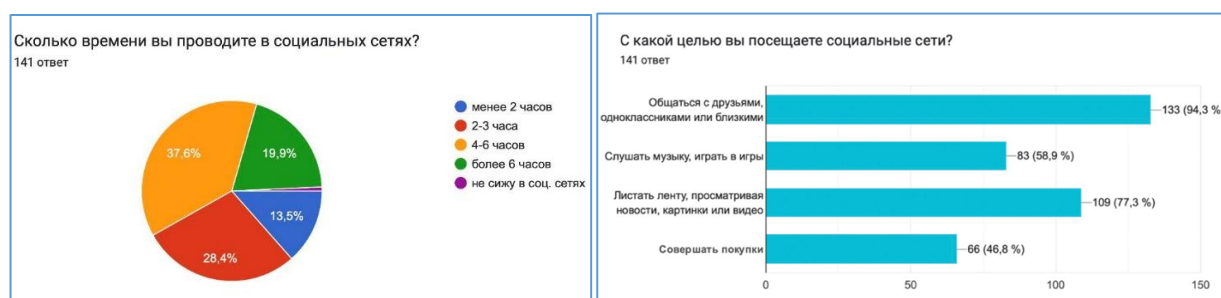 Сколько времени вы проводите в социальных сетях?
141 ответ
менее 2 часов
2-3 часа
4-6 часов
более 6 часов
не сижу в соц. сетях
37,6%
19,9%
13,5%
28,4%
С какой целью вы посещаете социальные сети?
141 ответ
Общаться с друзьями,
одноклассниками или близкими
133 (94,3 %
Слушать музыку, играть в игры
83 (58,9 %)
Листать ленту, просматривая
новости, картинки или видео
109 (77,3 %)
Совершать покупки
66 (46,8 %)
0 50 100 150